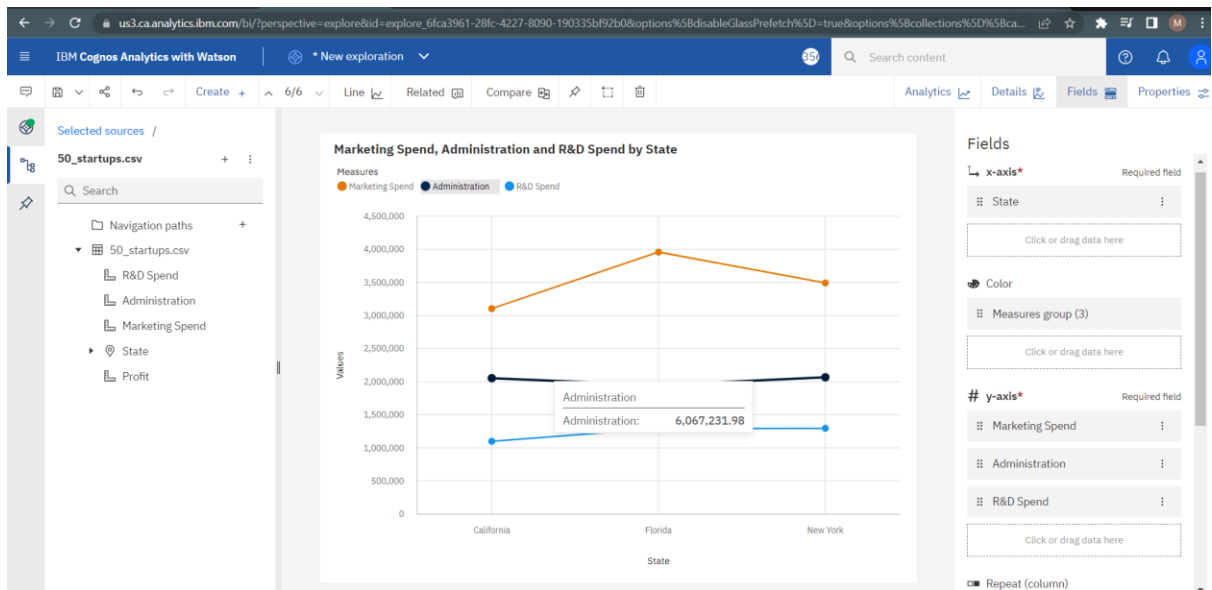 us3.ca.analytics.ibm.com/bi/?perspective=explore&id=explore_6fca3961-28fc-4227-8090-190335bf92b0&options%5BdisableGlassPrefetch%5D=true&options%5Bcollections%5D%5Bca...
M
IBM Cognos Analytics with Watson
* New exploration
Search content
Create +
6/6
Line
Related
Compare
Analytics
Details
Fields
Properties
Selected sources /
50_startups.csv
Search
Navigation paths
50_startups.csv
R&D Spend
Administration
Marketing Spend
State
Profit
Marketing Spend, Administration and R&D Spend by State
Measures
Marketing Spend Administration R&D Spend
4,500,000
4,000,000
3,500,000
3,000,000
2,500,000
2,000,000
1,500,000
1,000,000
500,000
0
Values
Administration
Administration: 6,067,231.98
California Florida New York
State
Fields
x-axis* Required field
State
Click or drag data here
Color
Measures group (3)
Click or drag data here
# y-axis* Required field
Marketing Spend
Administration
R&D Spend
Click or drag data here
Repeat (column)